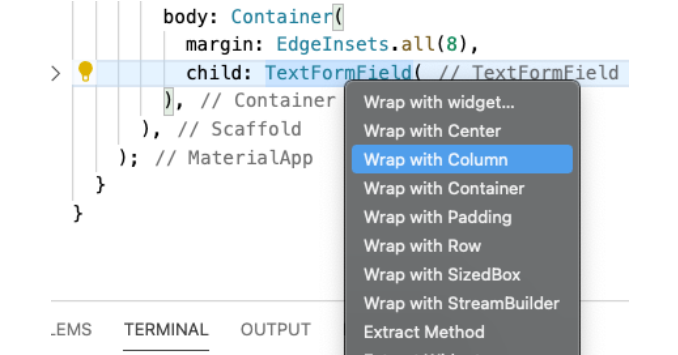 body: Container(
margin: EdgeInsets.all(8),
child: TextFormField( // TextFormField
), // Container
), // Scaffold
); // MaterialApp
}
}
Wrap with widget...
Wrap with Center
Wrap with Column
Wrap with Container
Wrap with Padding
Wrap with Row
Wrap with SizedBox
Wrap with StreamBuilder
Extract Method
LEMS TERMINAL OUTPUT